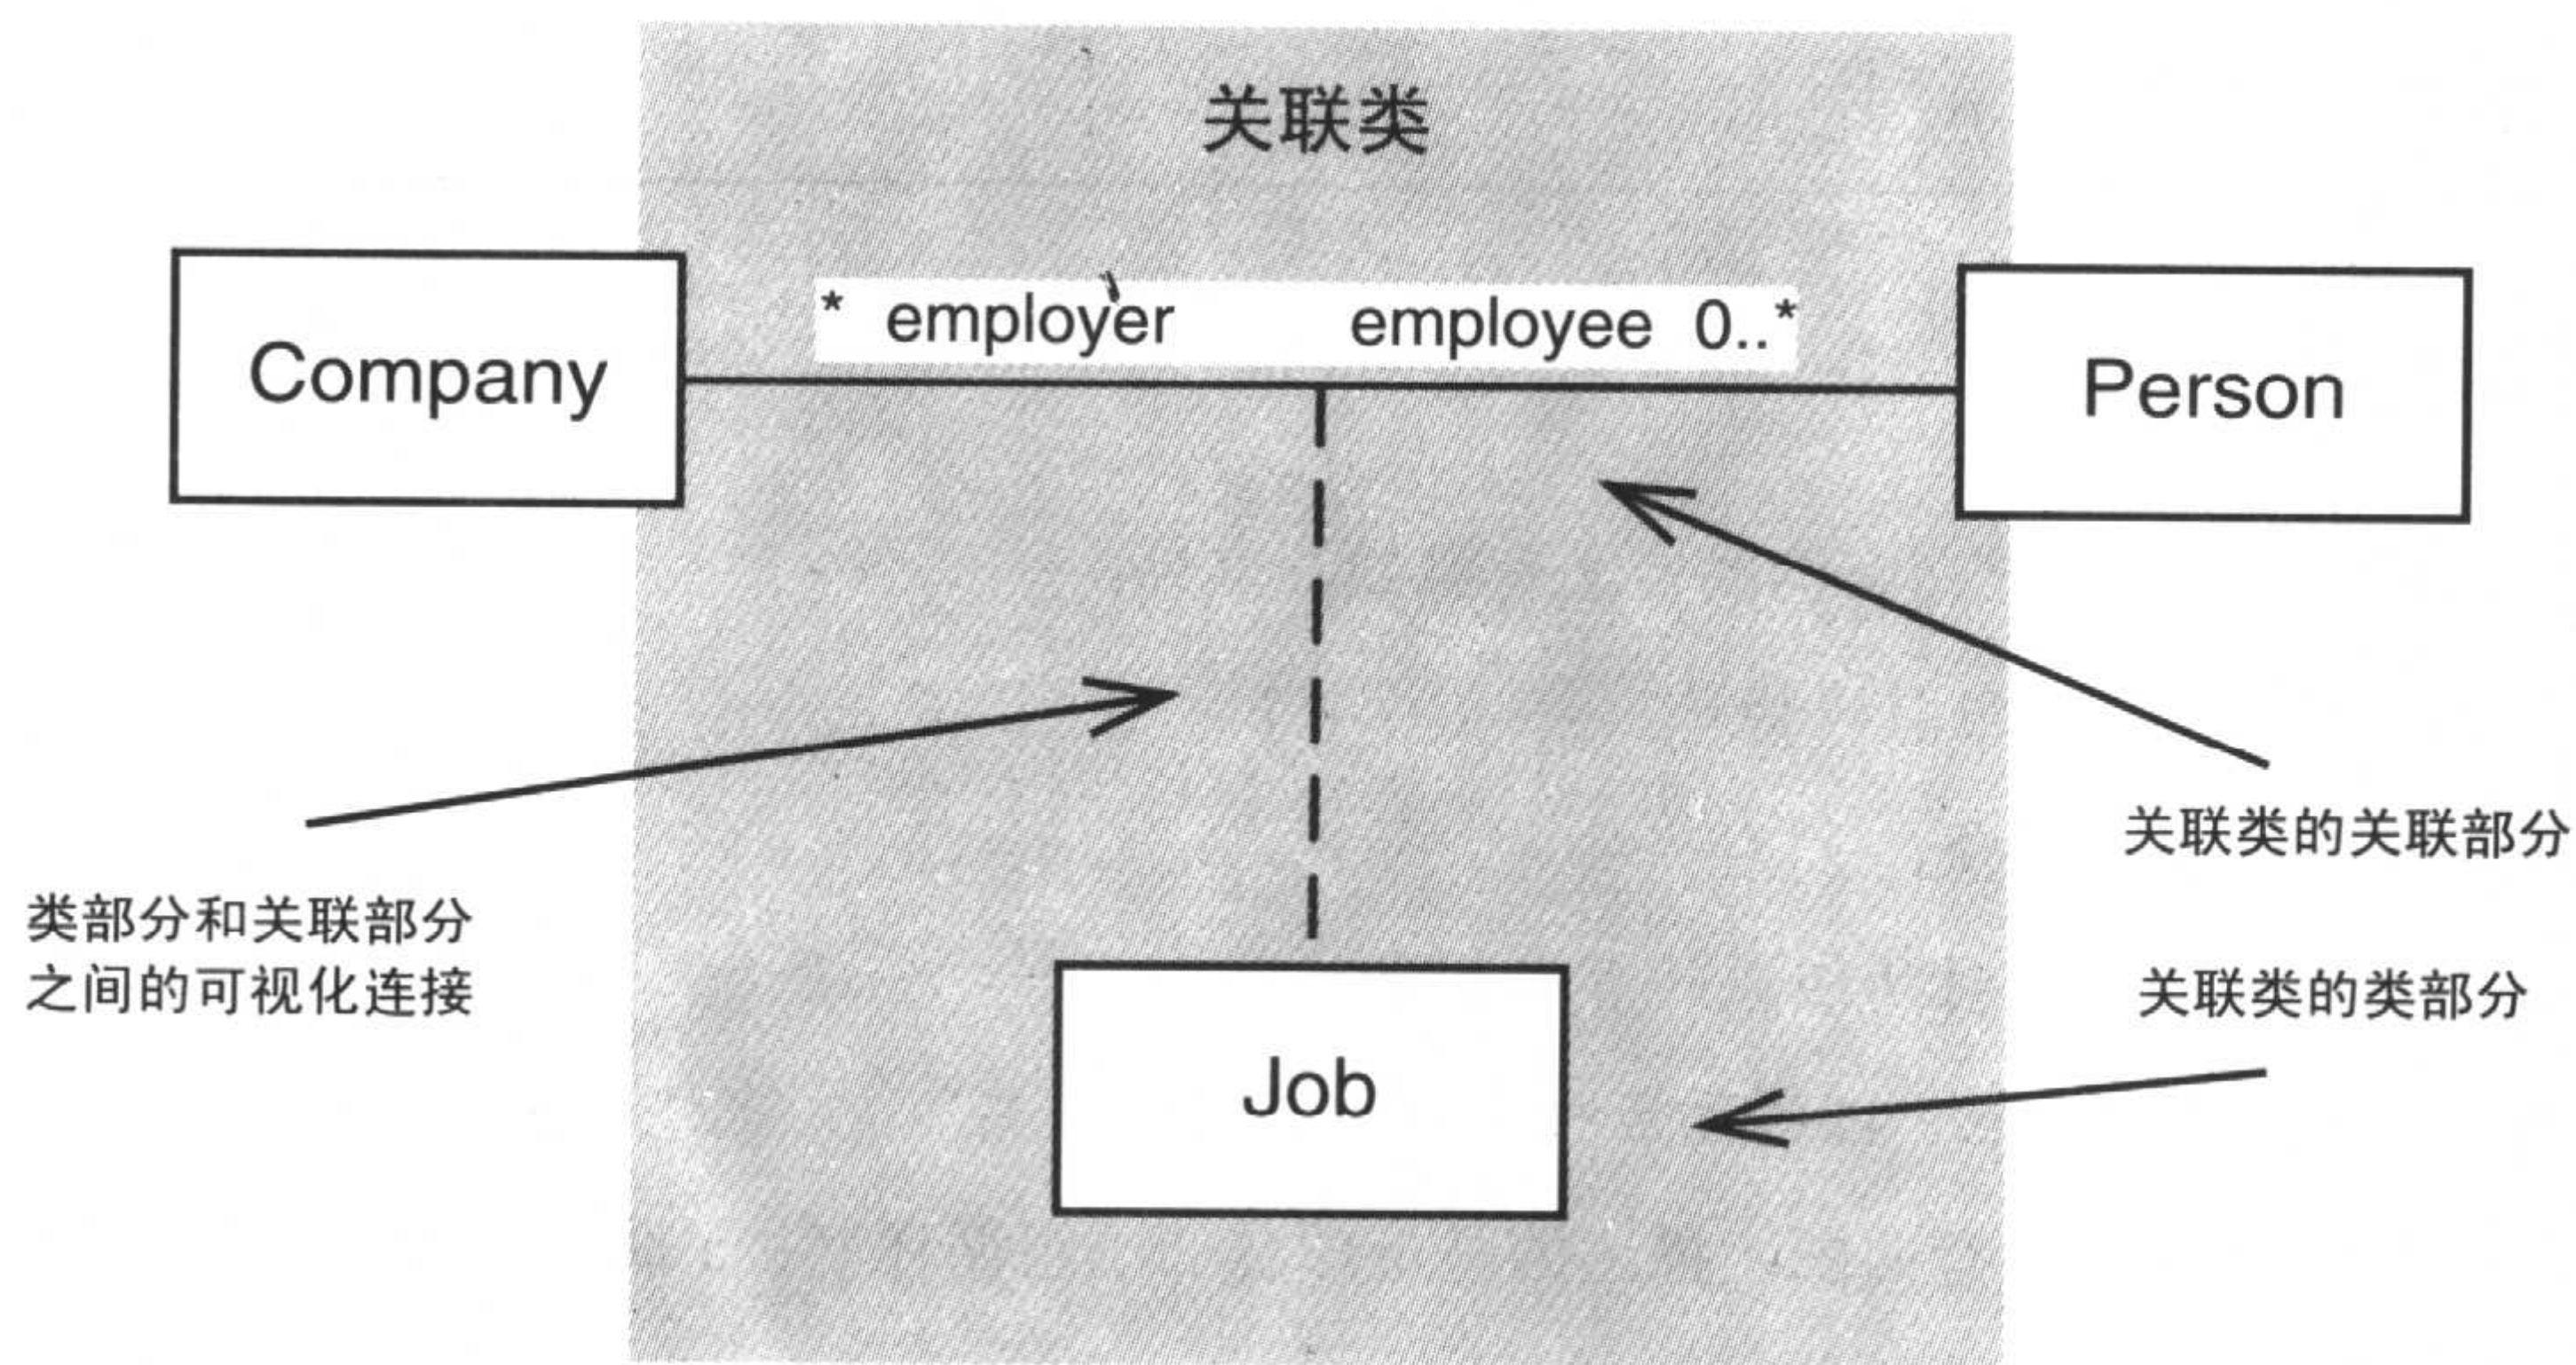 关联类
* employer employee 0..*
Company
Person
关联类的关联部分
类部分和关联部分
之间的可视化连接
关联类的类部分
Job